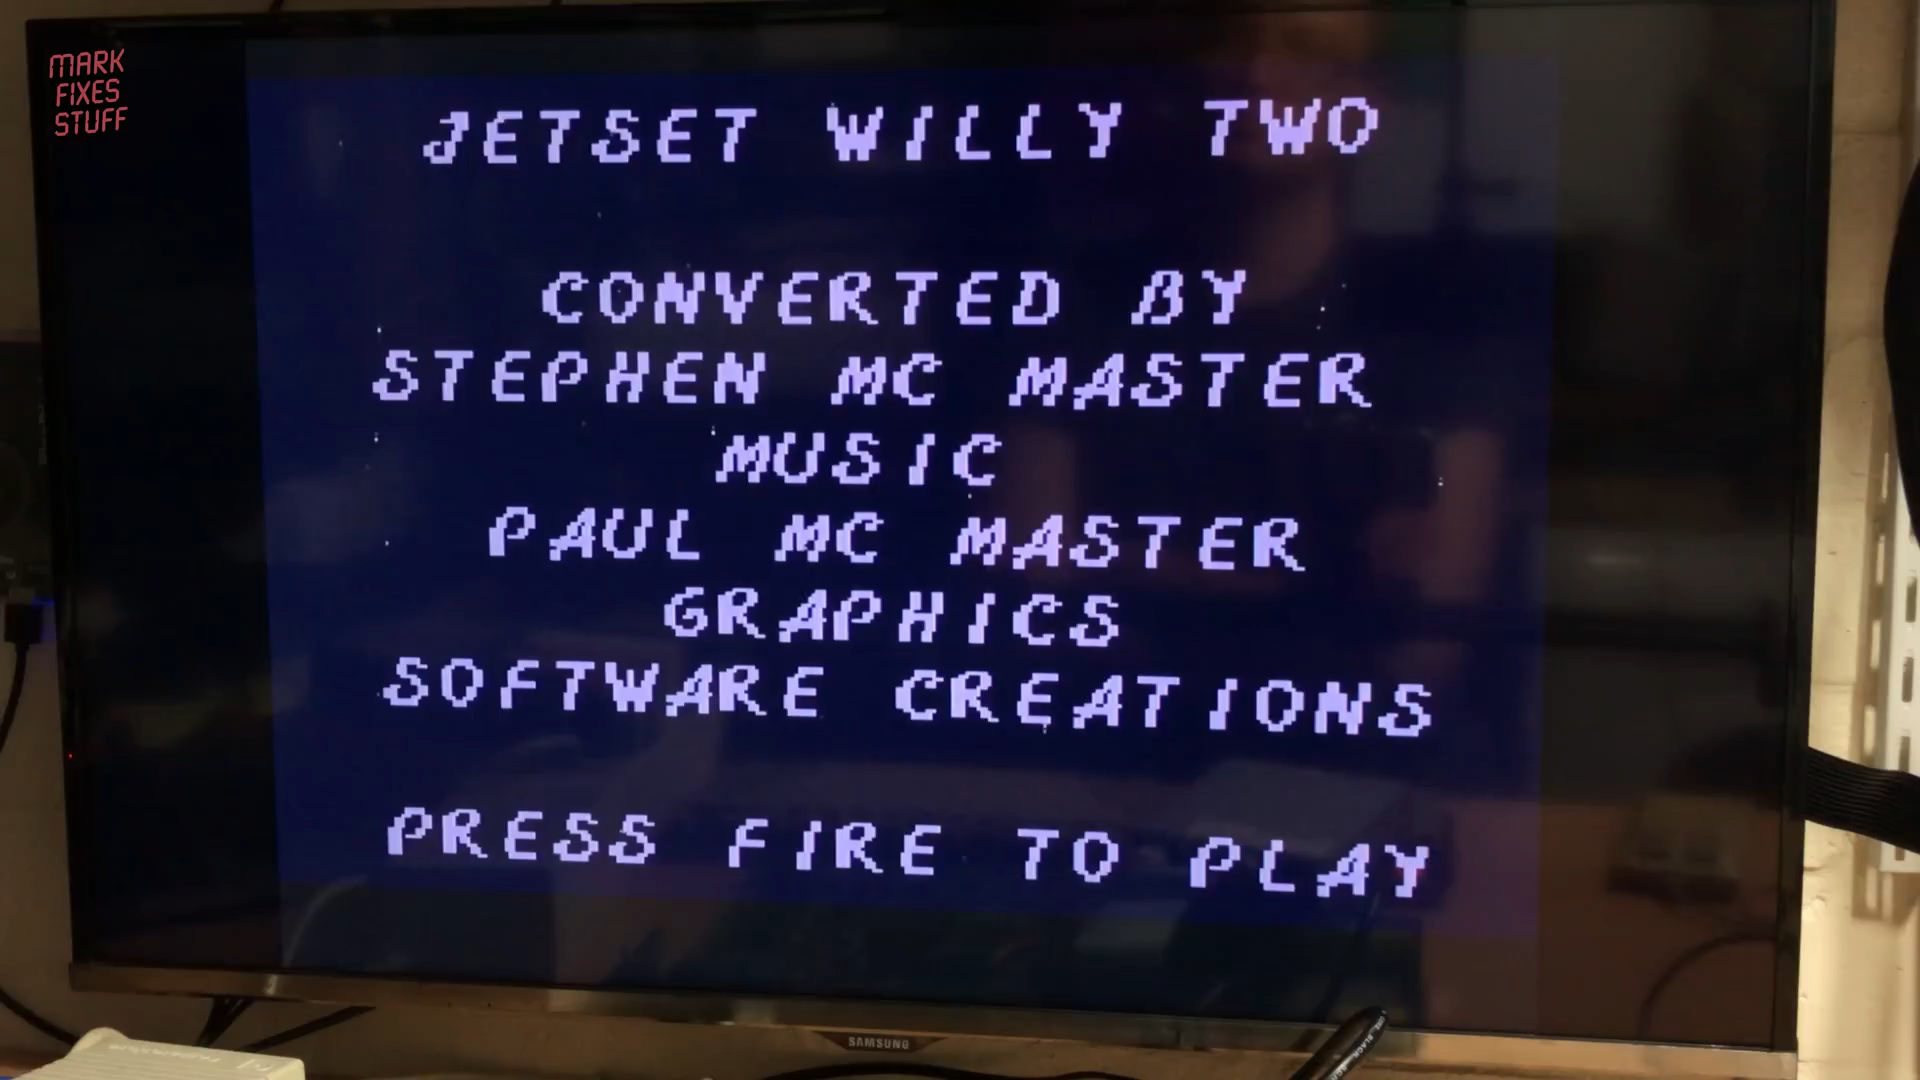 MARK
FIXES
STUFF
JETSET WILLY TWO
CONVERTED BY
STEPHEN MC MASTER
MUSIC
PAUL MC MASTER
GRAPHICS
SOFTWARE CREATIONS
PRESS FIRE TO PLAY
SAMSUNG